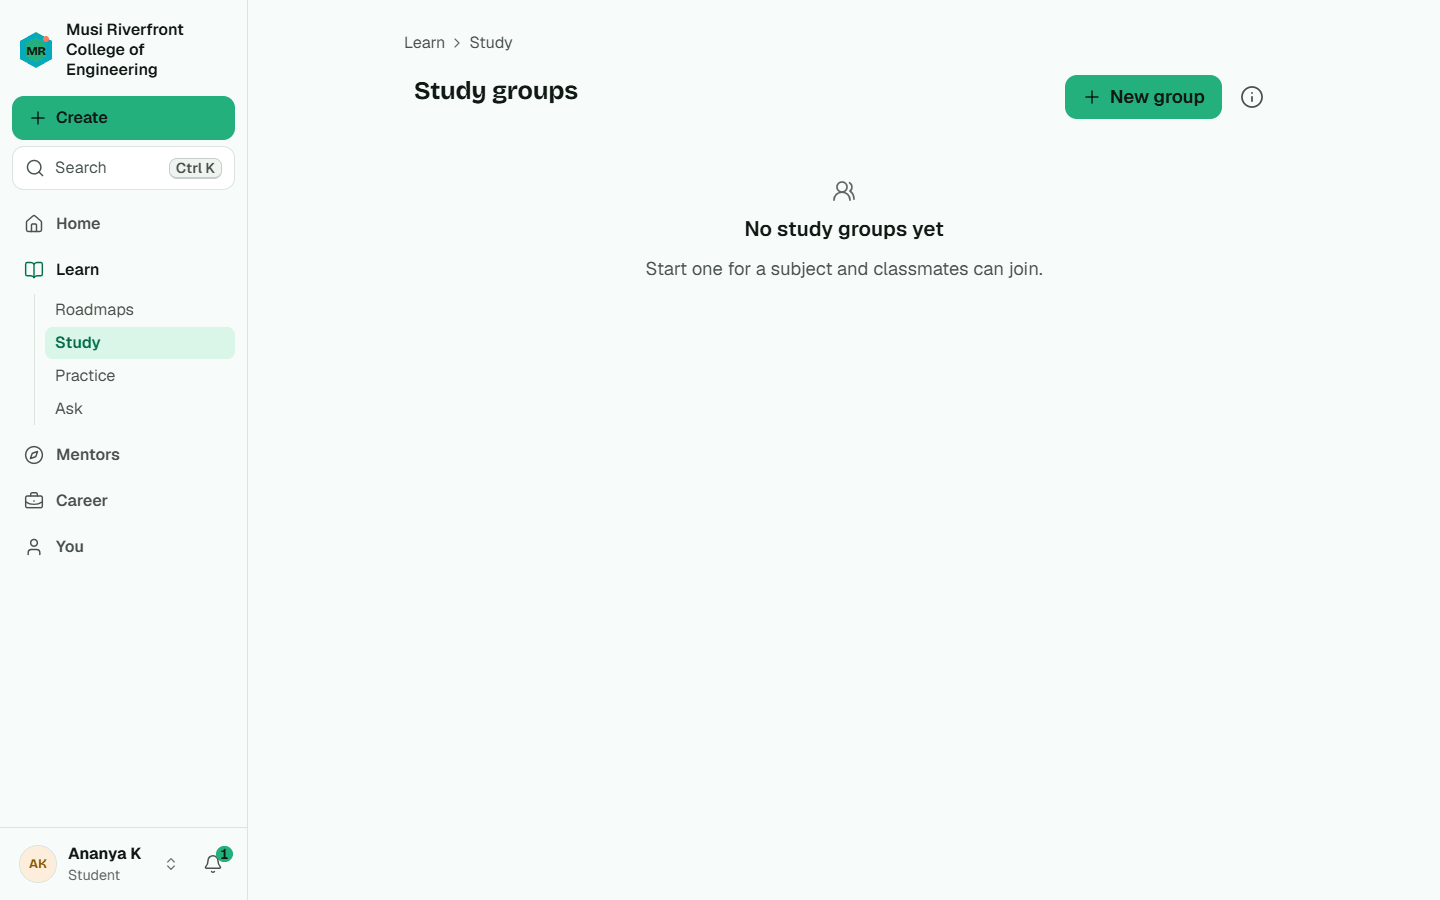 MR
Musi Riverfront
College of
Engineering
Create
Search
Ctrl K
Home
Learn
Roadmaps
Study
Practice
Ask
Mentors
Career
You
AK
Ananya K
Student
1
Learn > Study
Study groups
New group
No study groups yet
Start one for a subject and classmates can join.